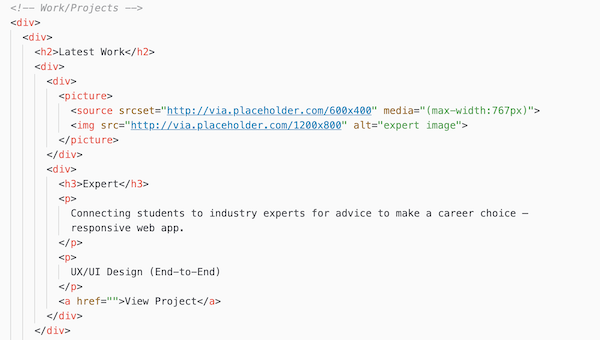 <!-- Work/Projects -->
<div>
<div>
<h2>Latest Work</h2>
<div>
<div>
<picture>
<source srcset="http://via.placeholder.com/600x400" media="(max-width:767px)">
<img src="http://via.placeholder.com/1200x800" alt="expert image">
</picture>
</div>
<div>
<h3>Expert</h3>
<p>
Connecting students to industry experts for advice to make a career choice –
responsive web app.
</p>
<p>
UX/UI Design (End-to-End)
</p>
<a href="">View Project</a>
</div>
</div>